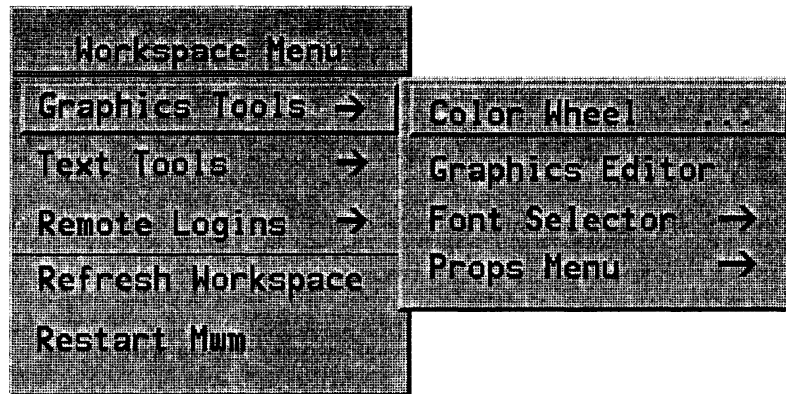 Workspace Menu
Graphics Tools →
Text Tools →
Remote Logins →
Refresh Workspace
Restart Mwm
Color Wheel ...
Graphics Editor
Font Selector →
Props Menu →